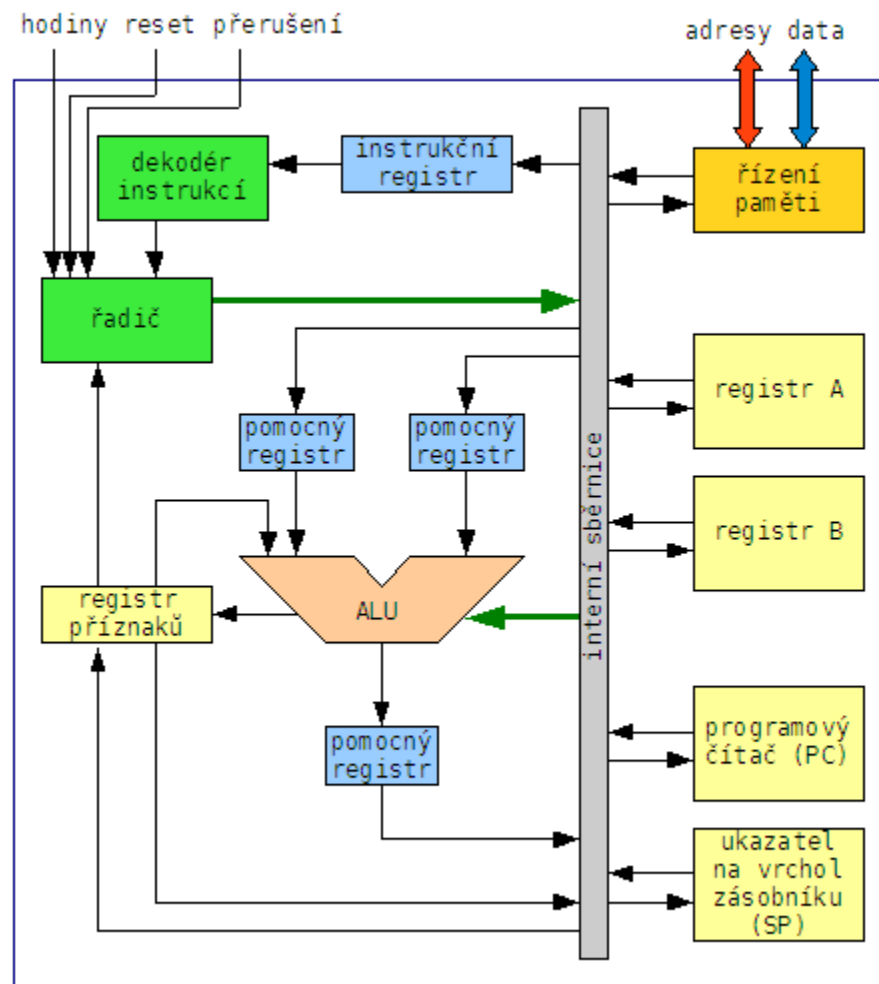 hodiny reset přerušení
adresy data
dekodér
instrukcí
instrukční
registr
řízení
paměti
řadič
registr A
pomocný
registr
pomocný
registr
interní sběrnice
registr B
registr
příznaků
ALU
pomocný
registr
programový
čítač (PC)
ukazatel
na vrchol
zásobníku
(SP)